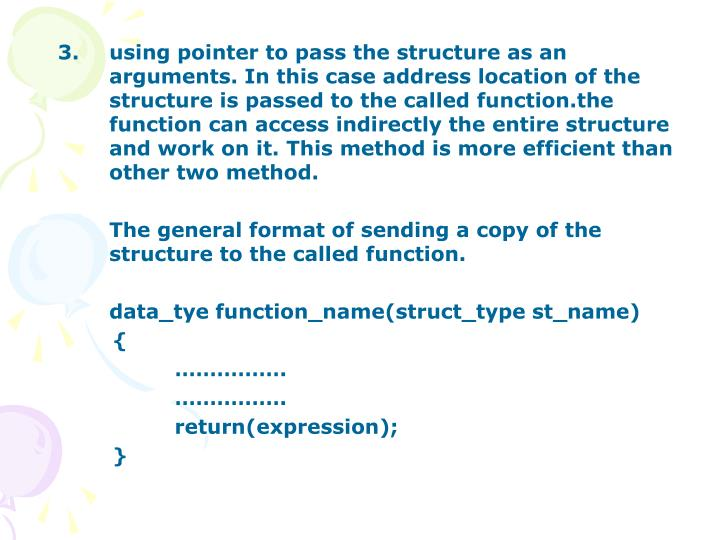 3. using pointer to pass the structure as an
arguments. In this case address location of the
structure is passed to the called function.the
function can access indirectly the entire structure
and work on it. This method is more efficient than
other two method.
The general format of sending a copy of the
structure to the called function.
data_tye function_name(struct_type st_name)
{
................
................
return(expression);
}